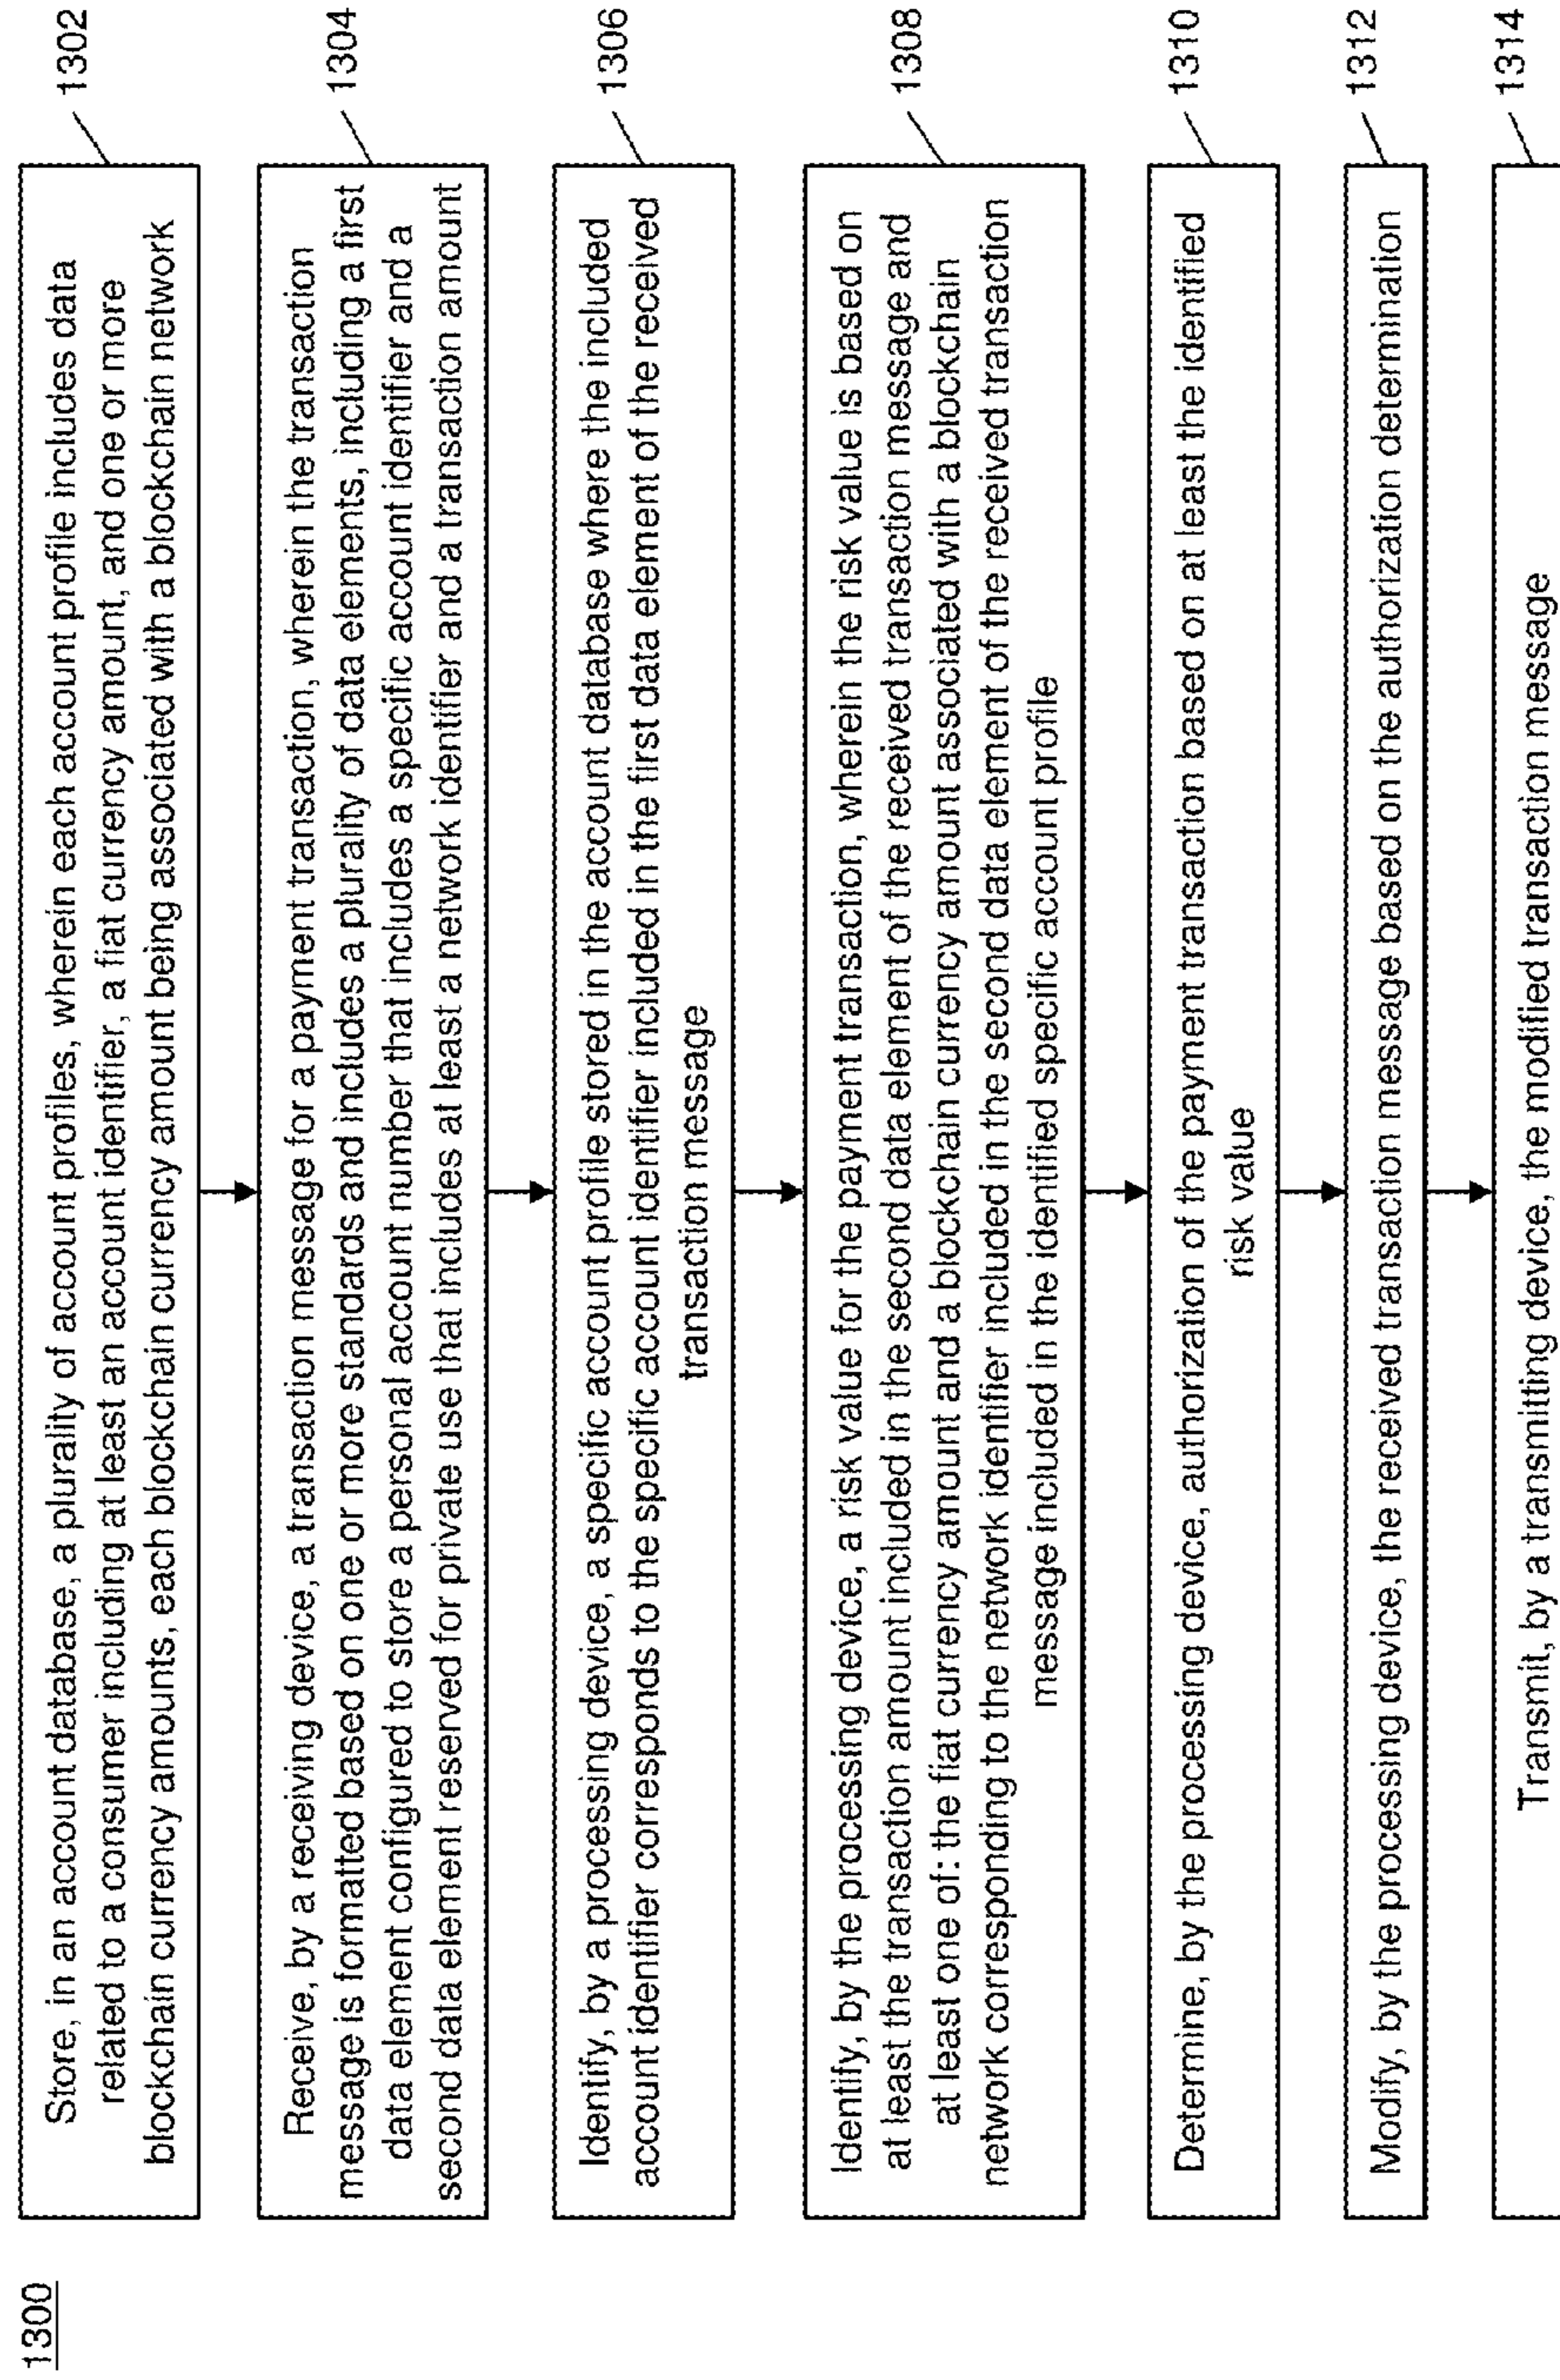 1300
Store, in an account database, a plurality of account profiles, wherein each account profile includes data
related to a consumer including at least an account identifier, a fiat currency amount, and one or more
blockchain currency amounts, each blockchain currency amount being associated with a blockchain network
1302
Receive, by a receiving device, a transaction message for a payment transaction, wherein the transaction
message is formatted based on one or more standards and includes a plurality of data elements, including a first
data element configured to store a personal account number that includes a specific account identifier and a
second data element reserved for private use that includes at least a network identifier and a transaction amount
1304
Identify, by a processing device, a specific account profile stored in the account database where the included
account identifier corresponds to the specific account identifier included in the first data element of the received
transaction message
1306
Identify, by the processing device, a risk value for the payment transaction, wherein the risk value is based on
at least the transaction amount included in the second data element of the received transaction message and
at least one of: the fiat currency amount and a blockchain currency amount associated with a blockchain
network corresponding to the network identifier included in the second data element of the received transaction
message included in the identified specific account profile
1308
Determine, by the processing device, authorization of the payment transaction based on at least the identified
risk value
1310
Modify, by the processing device, the received transaction message based on the authorization determination
1312
Transmit, by a transmitting device, the modified transaction message
1314